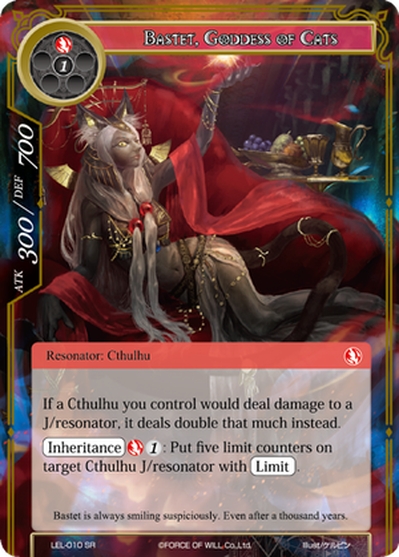 Bastet, Goddess of Cats
1
ATK 300 / DEF 700
Resonator: Cthulhu
If a Cthulhu you control would deal damage to a
J/resonator, it deals double that much instead.
Inheritance 1 : Put five limit counters on
target Cthulhu J/resonator with Limit .
Bastet is always smiling suspiciously. Even after a thousand years.
LEL-010 SR ©FORCE OF WILL,Co.,Ltd. Illust/ケルビン